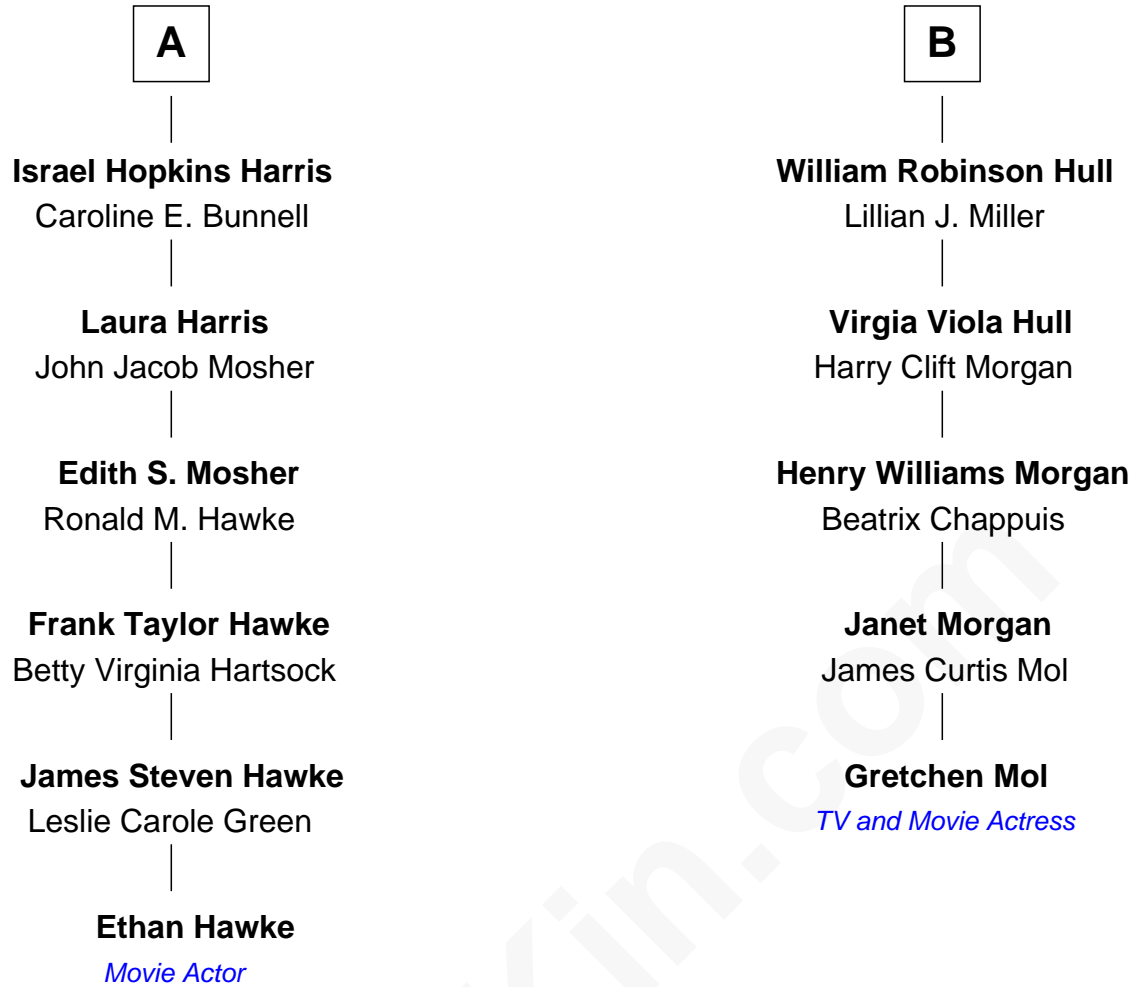 A
Israel Hopkins Harris
Caroline E. Bunnell
Laura Harris
John Jacob Mosher
Edith S. Mosher
Ronald M. Hawke
Frank Taylor Hawke
Betty Virginia Hartsock
James Steven Hawke
Leslie Carole Green
Ethan Hawke
Movie Actor
B
William Robinson Hull
Lillian J. Miller
Virgia Viola Hull
Harry Clift Morgan
Henry Williams Morgan
Beatrix Chappuis
Janet Morgan
James Curtis Mol
Gretchen Mol
TV and Movie Actress
Kin.com